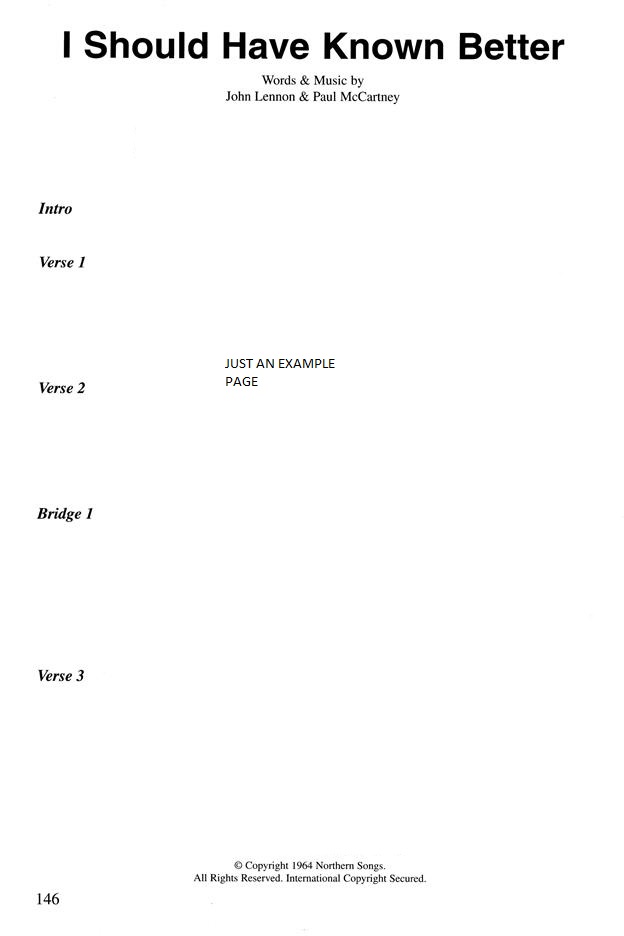 I Should Have Known Better
Words & Music by
John Lennon & Paul McCartney
Intro
Verse 1
JUST AN EXAMPLE
PAGE
Verse 2
Bridge 1
Verse 3
© Copyright 1964 Northern Songs.
All Rights Reserved. International Copyright Secured.
146